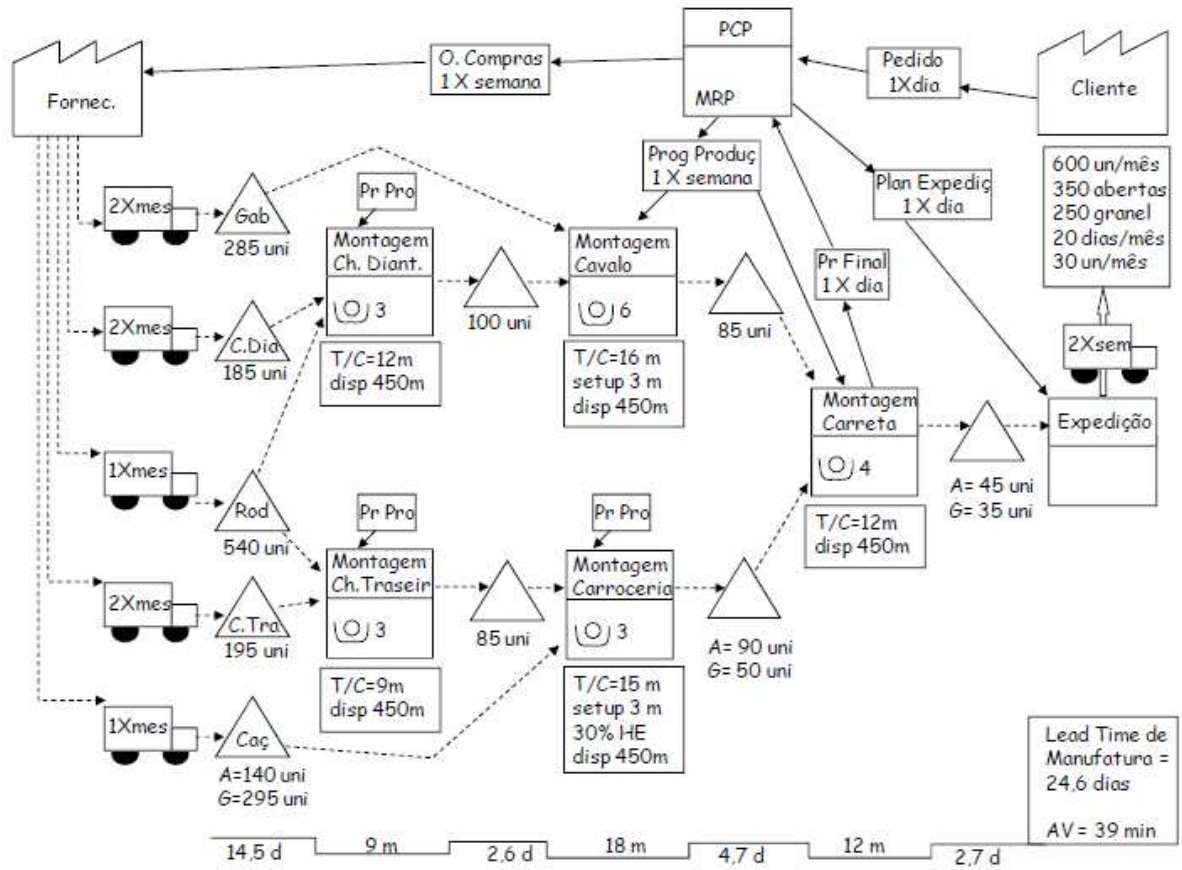 PCP
MRP
O. Compras
1 X semana
Pedido
1Xdia
Fornec.
Cliente
Prog Produç
1 X semana
Plan Expediç
1 X dia
600 un/mês
350 abertas
250 granel
20 dias/mês
30 un/mês
2Xmes
Gab
285 uni
Pr Pro
Montagem
Ch. Diant.
3
T/C=12m
disp 450m
100 uni
Montagem
Cavalo
6
T/C=16 m
setup 3 m
disp 450m
85 uni
Pr Final
1 X dia
2Xsem
2Xmes
C.Dia
185 uni
Montagem
Carreta
4
T/C=12m
disp 450m
A= 45 uni
G= 35 uni
Expedição
1Xmes
Rod
540 uni
Pr Pro
Montagem
Ch.Traseir
3
T/C=9m
disp 450m
85 uni
Pr Pro
Montagem
Carroceria
3
T/C=15 m
setup 3 m
30% HE
disp 450m
A= 90 uni
G= 50 uni
2Xmes
C.Tra
195 uni
1Xmes
Caç
A=140 uni
G=295 uni
Lead Time de
Manufatura =
24,6 dias
AV = 39 min
14,5 d
9 m
2,6 d
18 m
4,7 d
12 m
2,7 d